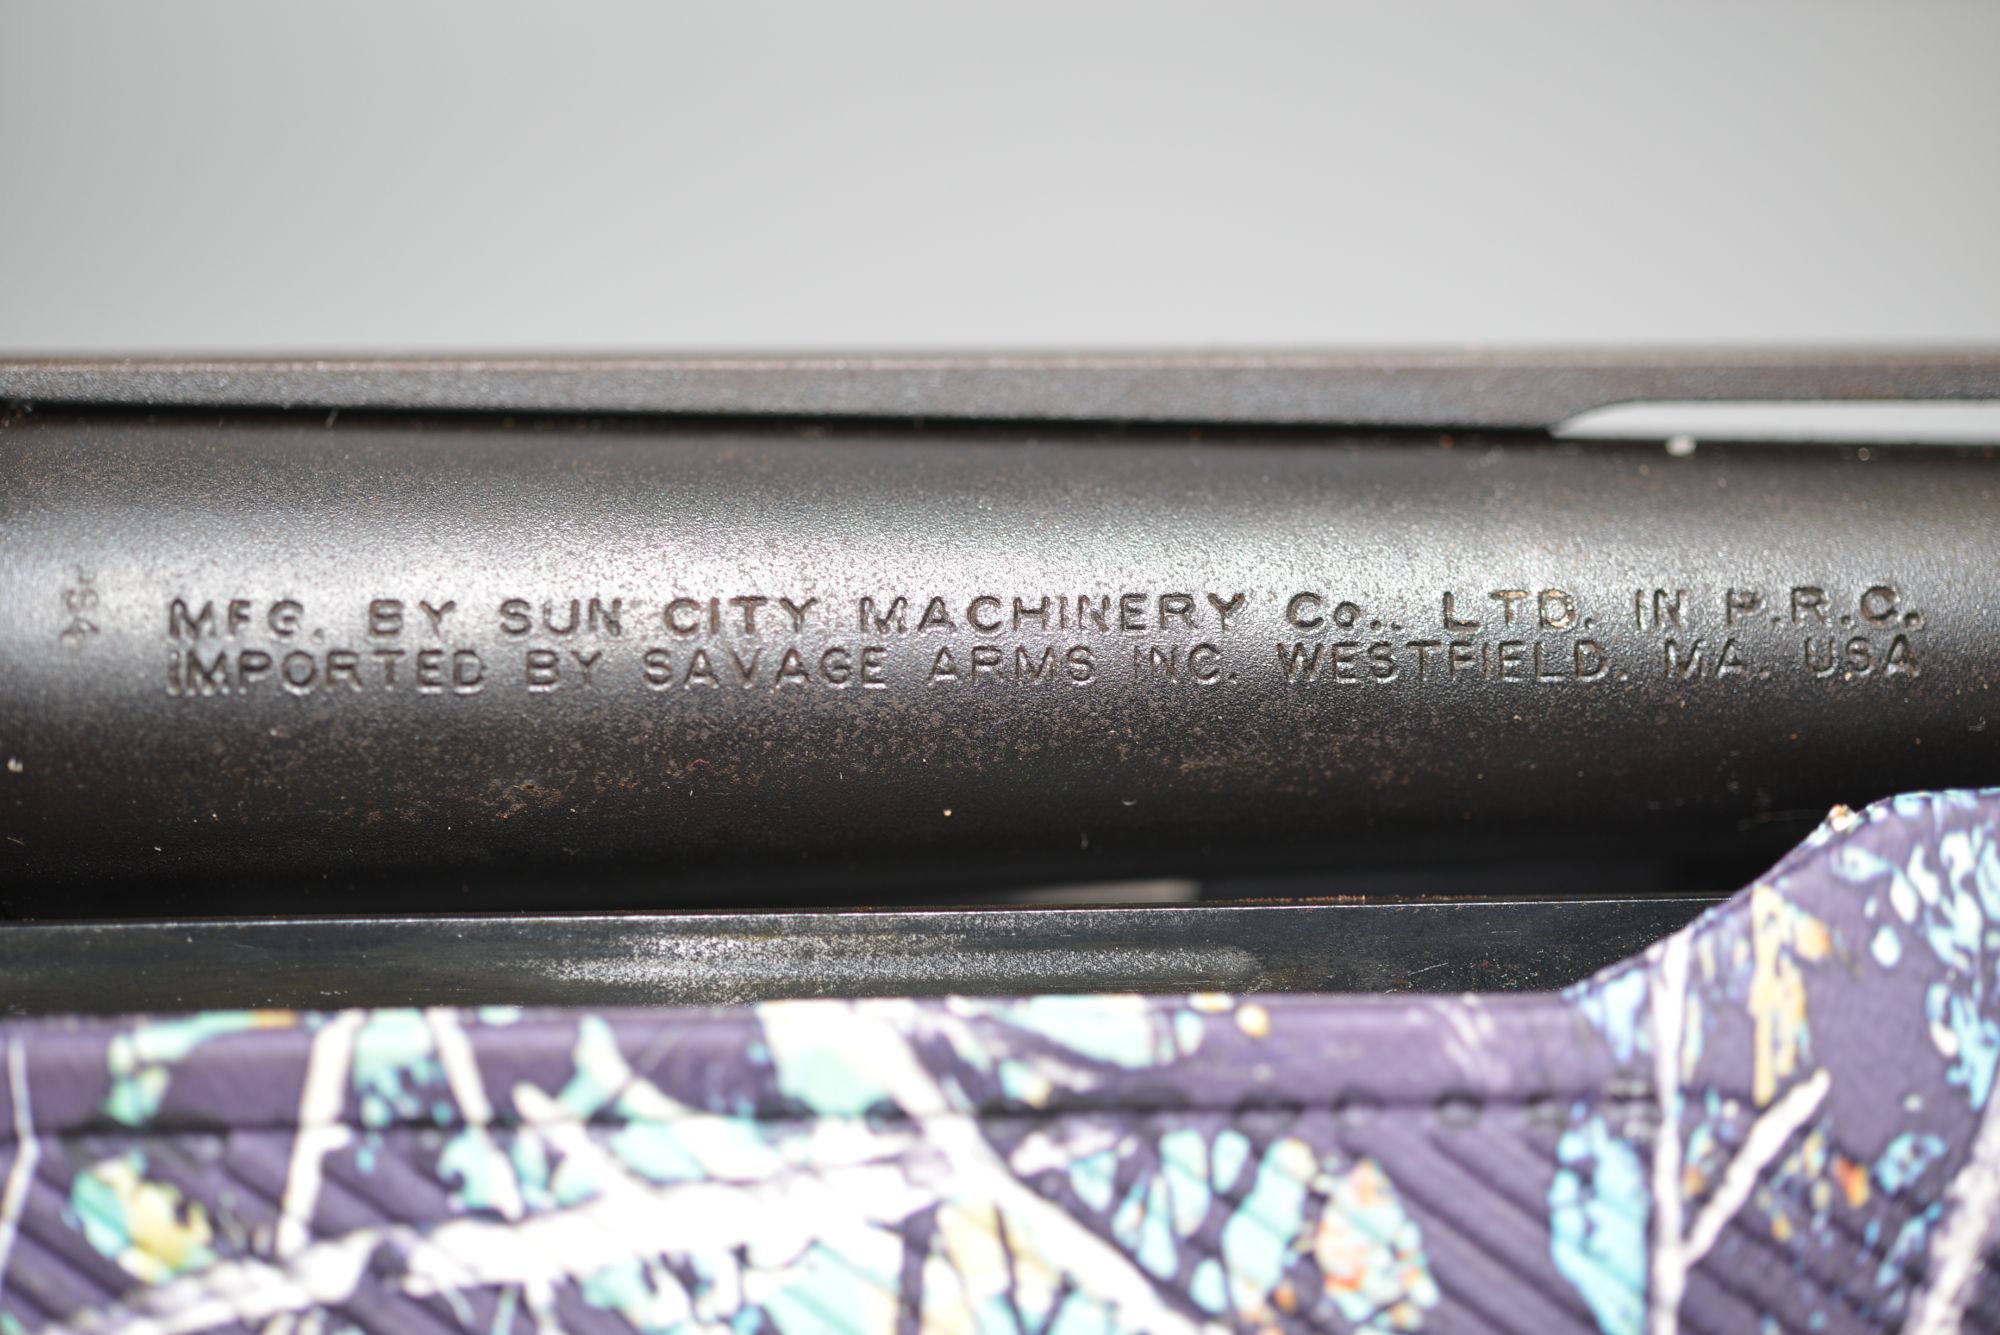 MFG. BY SUN CITY MACHINERY Co., LTD. IN P.R.C.
IMPORTED BY SAVAGE ARMS INC. WESTFIELD, MA. USA